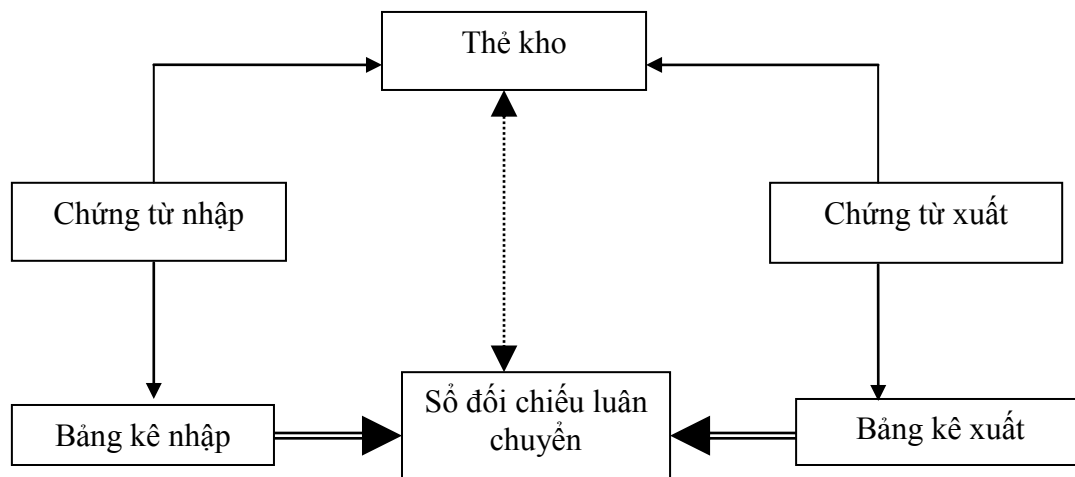 Thẻ kho
Chứng từ nhập
Chứng từ xuất
Bảng kê nhập
Sổ đối chiếu luân
chuyển
Bảng kê xuất